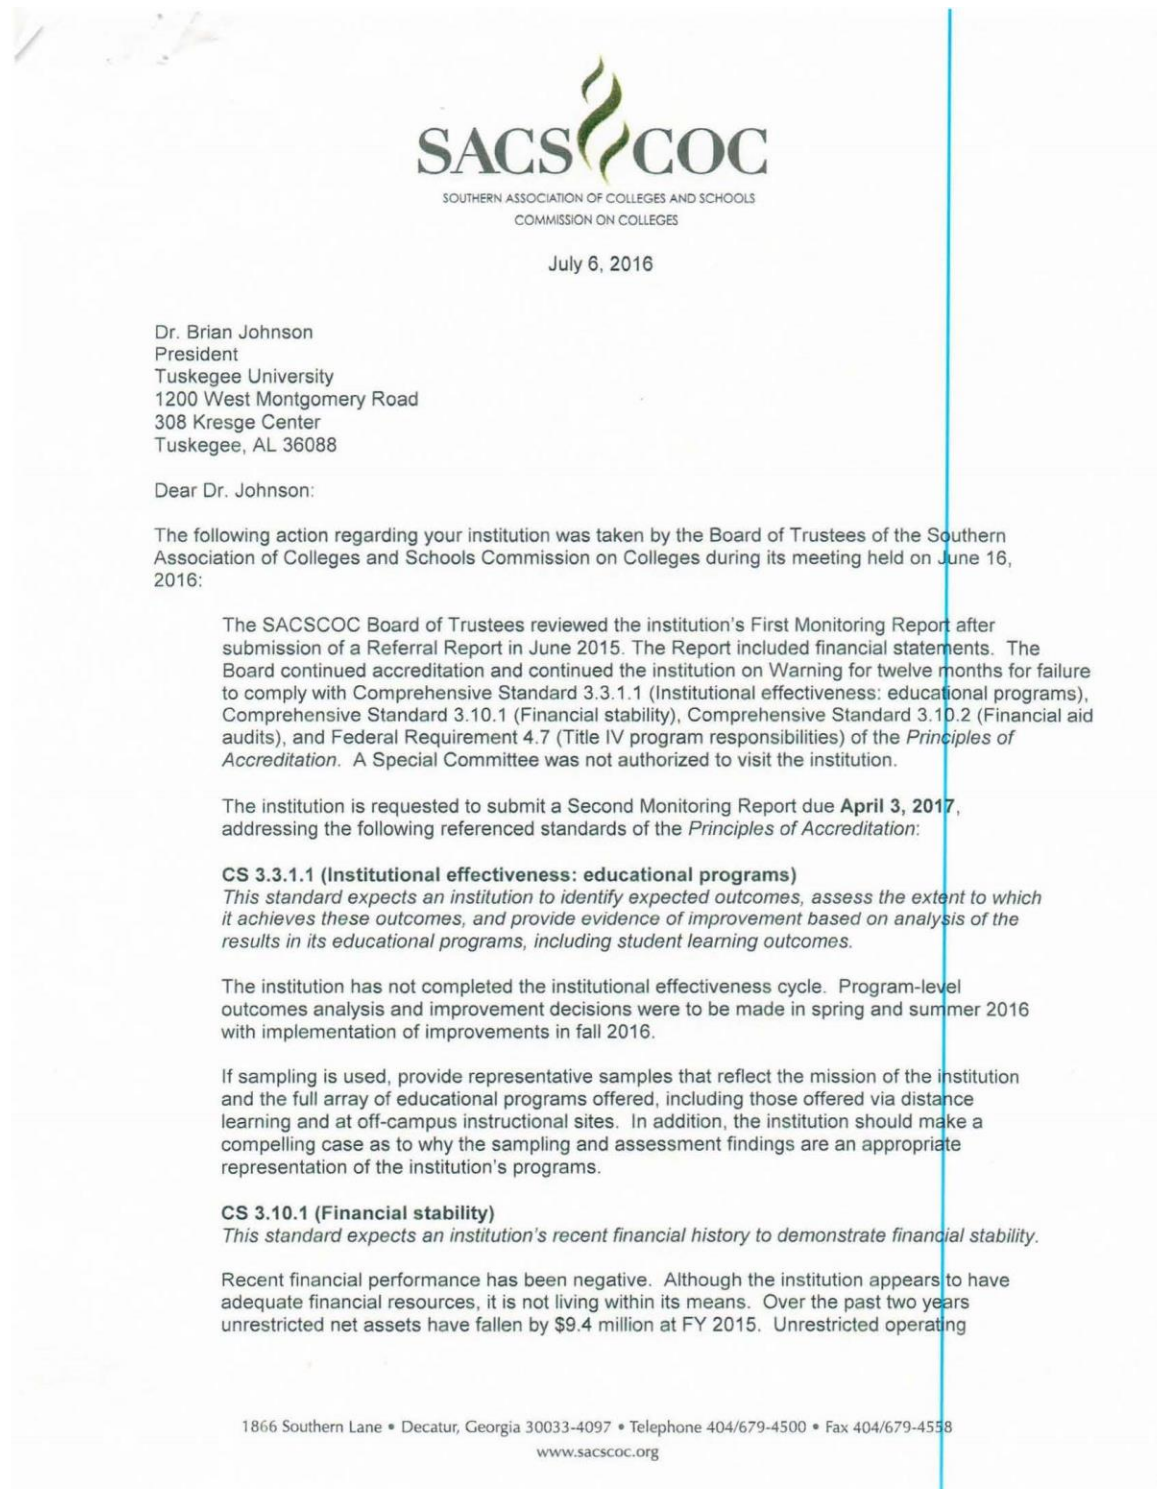 SACSCOC
SOUTHERN ASSOCIATION OF COLLEGES AND SCHOOLS
COMMISSION ON COLLEGES
July 6, 2016
Dr. Brian Johnson
President
Tuskegee University
1200 West Montgomery Road
308 Kresge Center
Tuskegee, AL 36088
Dear Dr. Johnson:
The following action regarding your institution was taken by the Board of Trustees of the Southern
Association of Colleges and Schools Commission on Colleges during its meeting held on June 16,
2016:
The SACSCOC Board of Trustees reviewed the institution's First Monitoring Report after
submission of a Referral Report in June 2015. The Report included financial statements. The
Board continued accreditation and continued the institution on Warning for twelve months for failure
to comply with Comprehensive Standard 3.3.1.1 (Institutional effectiveness: educational programs),
Comprehensive Standard 3.10.1 (Financial stability), Comprehensive Standard 3.10.2 (Financial aid
audits), and Federal Requirement 4.7 (Title IV program responsibilities) of the Principles of
Accreditation. A Special Committee was not authorized to visit the institution.
The institution is requested to submit a Second Monitoring Report due April 3, 2017,
addressing the following referenced standards of the Principles of Accreditation:
CS 3.3.1.1 (Institutional effectiveness: educational programs)
This standard expects an institution to identify expected outcomes, assess the extent to which
it achieves these outcomes, and provide evidence of improvement based on analysis of the
results in its educational programs, including student learning outcomes.
The institution has not completed the institutional effectiveness cycle. Program-level
outcomes analysis and improvement decisions were to be made in spring and summer 2016
with implementation of improvements in fall 2016.
If sampling is used, provide representative samples that reflect the mission of the institution
and the full array of educational programs offered, including those offered via distance
learning and at off-campus instructional sites. In addition, the institution should make a
compelling case as to why the sampling and assessment findings are an appropriate
representation of the institution's programs.
CS 3.10.1 (Financial stability)
This standard expects an institution's recent financial history to demonstrate financial stability.
Recent financial performance has been negative. Although the institution appears to have
adequate financial resources, it is not living within its means. Over the past two years
unrestricted net assets have fallen by $9.4 million at FY 2015. Unrestricted operating
1866 Southern Lane • Decatur, Georgia 30033-4097 • Telephone 404/679-4500 • Fax 404/679-4558
www.sacscoc.org